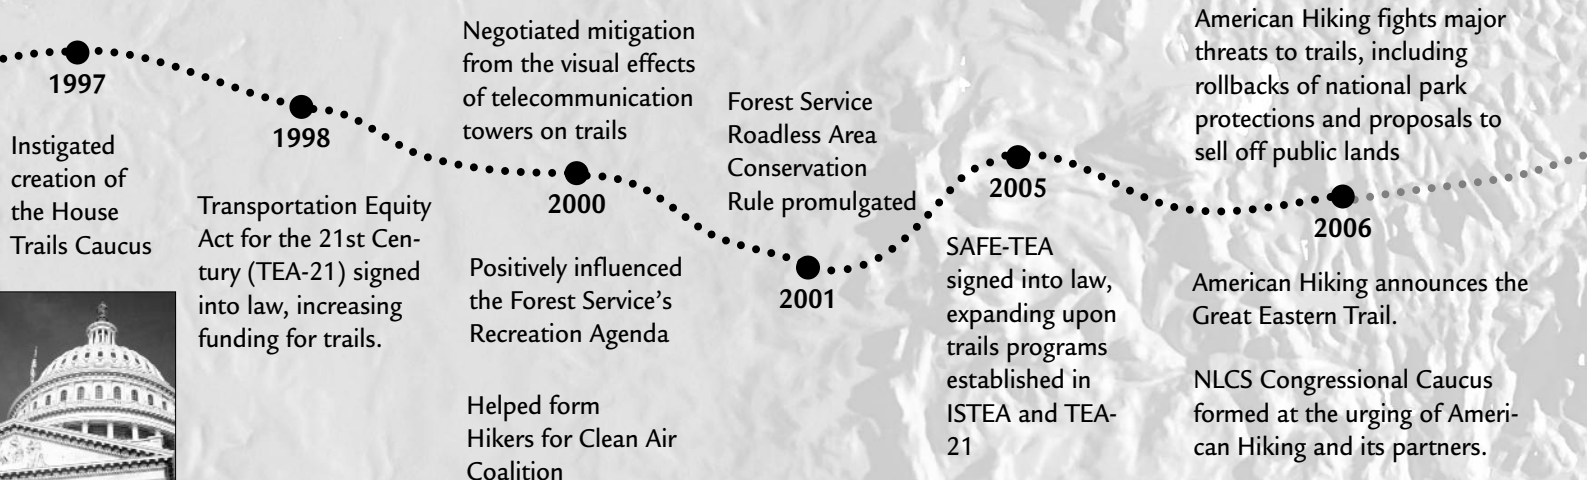 1997
Instigated
creation of
the House
Trails Caucus
1998
Transportation Equity
Act for the 21st Cen-
tury (TEA-21) signed
into law, increasing
funding for trails.
Negotiated mitigation
from the visual effects
of telecommunication
towers on trails
2000
Positively influenced
the Forest Service’s
Recreation Agenda
Helped form
Hikers for Clean Air
Coalition
Forest Service
Roadless Area
Conservation
Rule promulgated
2001
2005
SAFE-TEA
signed into law,
expanding upon
trails programs
established in
ISTEA and TEA-
21
American Hiking fights major
threats to trails, including
rollbacks of national park
protections and proposals to
sell off public lands
2006
American Hiking announces the
Great Eastern Trail.
NLCS Congressional Caucus
formed at the urging of Ameri-
can Hiking and its partners.